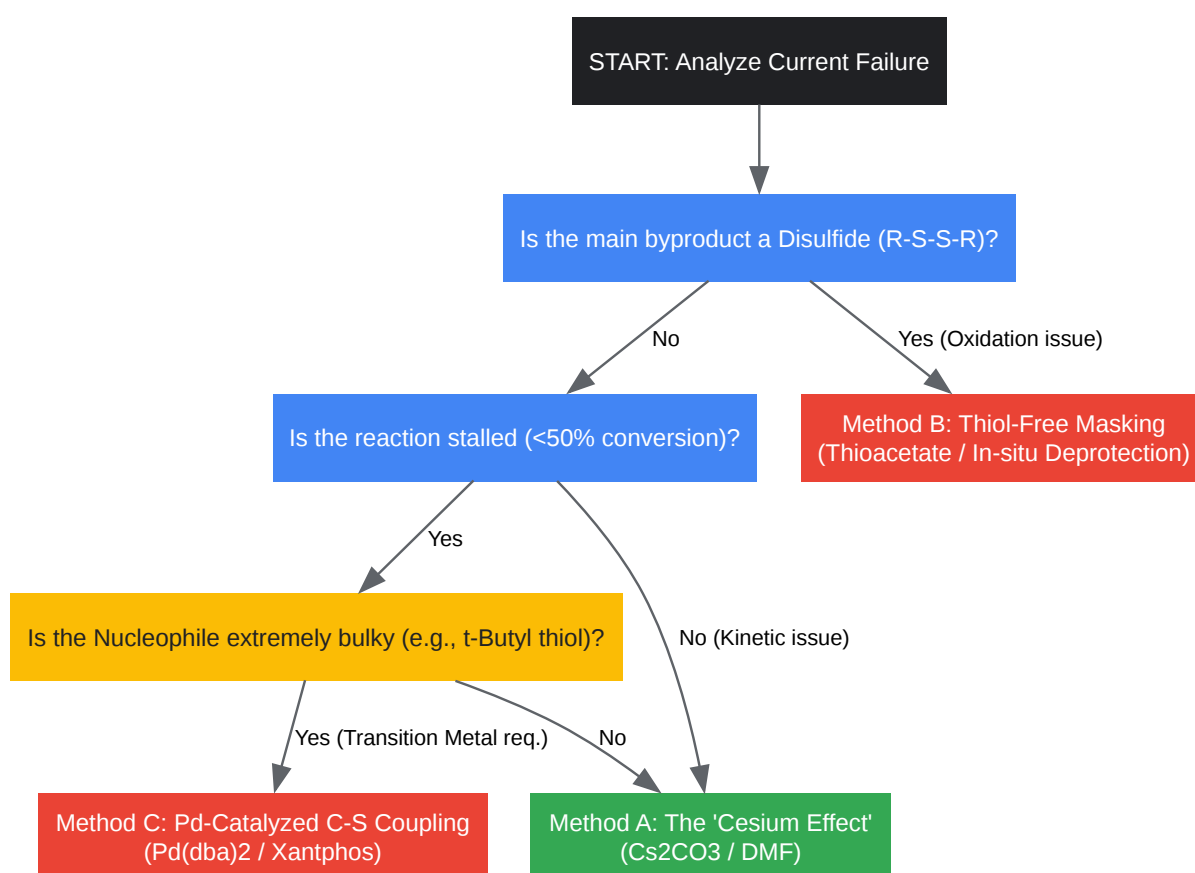 START: Analyze Current Failure
Is the main byproduct a Disulfide (R-S-S-R)?
No
Yes (Oxidation issue)
Is the reaction stalled (<50% conversion)?
Method B: Thiol-Free Masking
(Thioacetate / In-situ Deprotection)
Yes
Is the Nucleophile extremely bulky (e.g., t-Butyl thiol)?
No (Kinetic issue)
Yes (Transition Metal req.)
No
Method C: Pd-Catalyzed C-S Coupling
(Pd(dba)2 / Xantphos)
Method A: The 'Cesium Effect'
(Cs2CO3 / DMF)